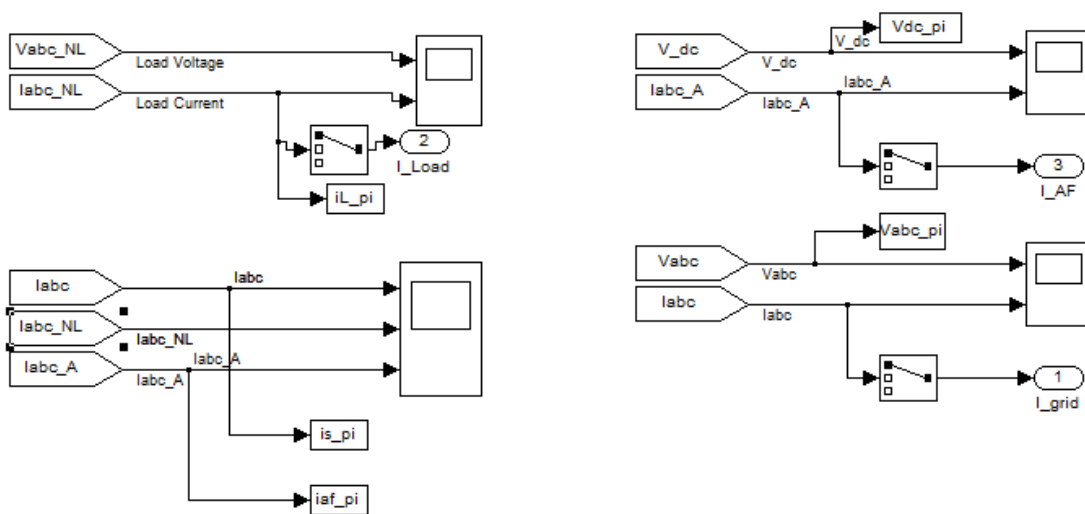 Vabc_NL
Load Voltage
Iabc_NL
Load Current
2
I_Load
iL_pi
Iabc
Iabc
Iabc_NL
Iabc_NL
Iabc_A
Iabc_A
Iabc_A
is_pi
iaf_pi
Vdc_pi
V_dc
V_dc
V_dc
Iabc_A
Iabc_A
Iabc_A
3
I_AF
Vabc_pi
Vabc
Vabc
Iabc
Iabc
1
I_grid